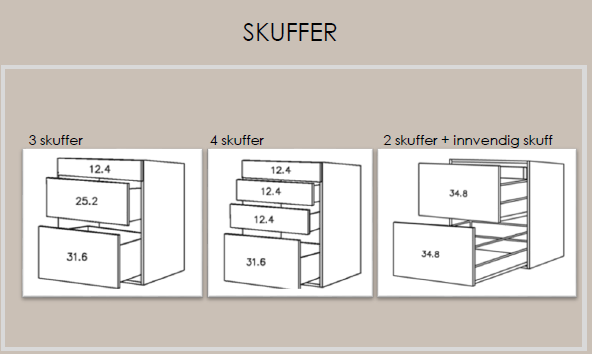 SKUFFER
3 skuffer
4 skuffer
2 skuffer + innvendig skuff
12.4
25.2
31.6
12.4
12.4
12.4
31.6
34.8
34.8